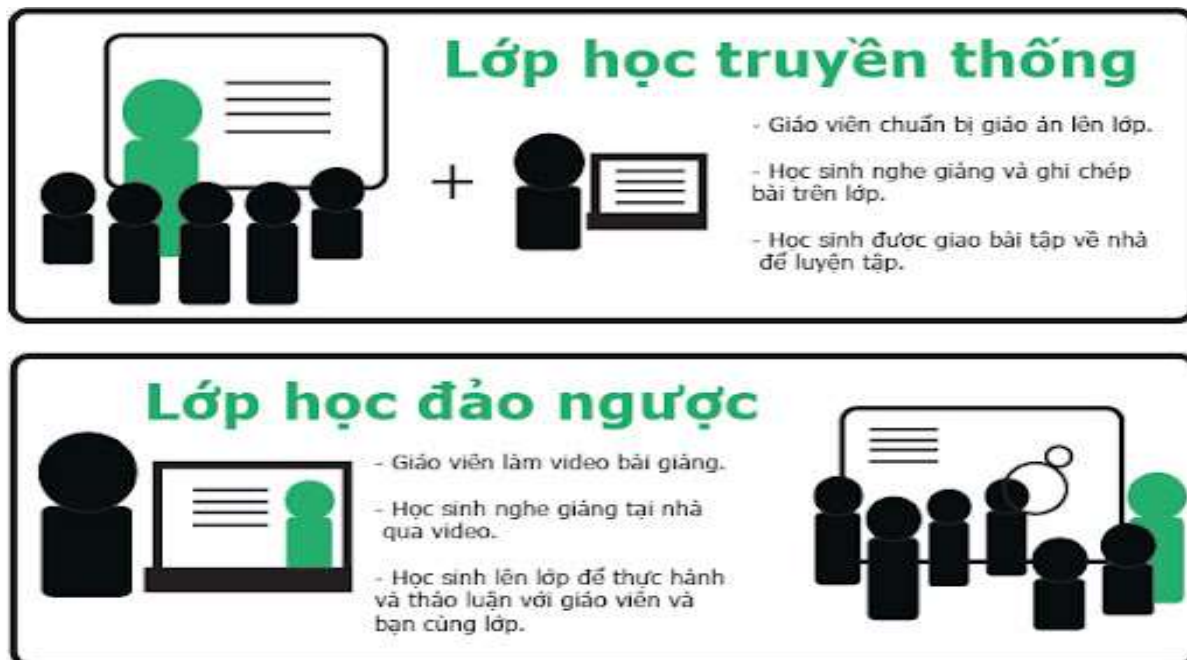 Lớp học truyền thống
- Giáo viên chuẩn bị giáo án lên lớp.
- Học sinh nghe giảng và ghi chép
bài trên lớp.
- Học sinh được giao bài tập về nhà
để luyện tập.
Lớp học đảo ngược
- Giáo viên làm video bài giảng.
- Học sinh nghe giảng tại nhà
qua video.
- Học sinh lên lớp để thực hành
và thảo luận với giáo viên và
bạn cùng lớp.